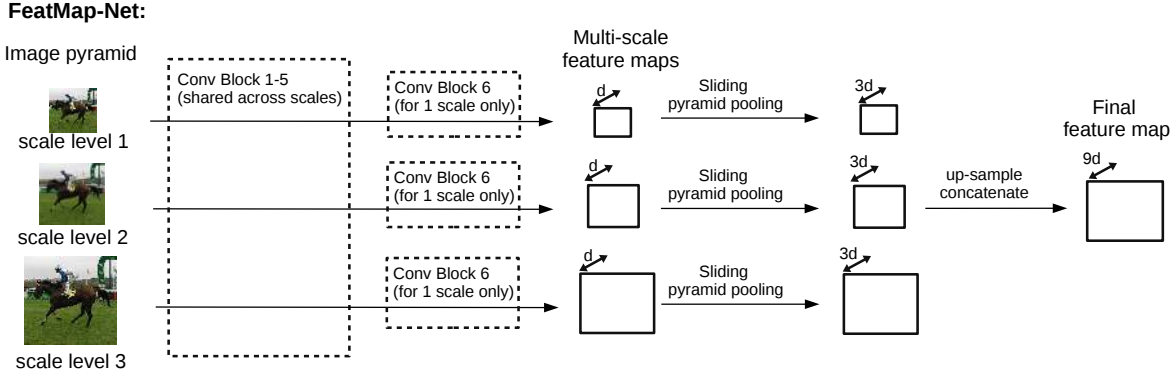 FeatMap-Net:
Image pyramid
scale level 1
scale level 2
scale level 3
Conv Block 1-5
(shared across scales)
Conv Block 6
(for 1 scale only)
Conv Block 6
(for 1 scale only)
Conv Block 6
(for 1 scale only)
Multi-scale
feature maps
d
d
d
Sliding
pyramid pooling
Sliding
pyramid pooling
Sliding
pyramid pooling
3d
3d
3d
up-sample
concatenate
Final
feature map
9d